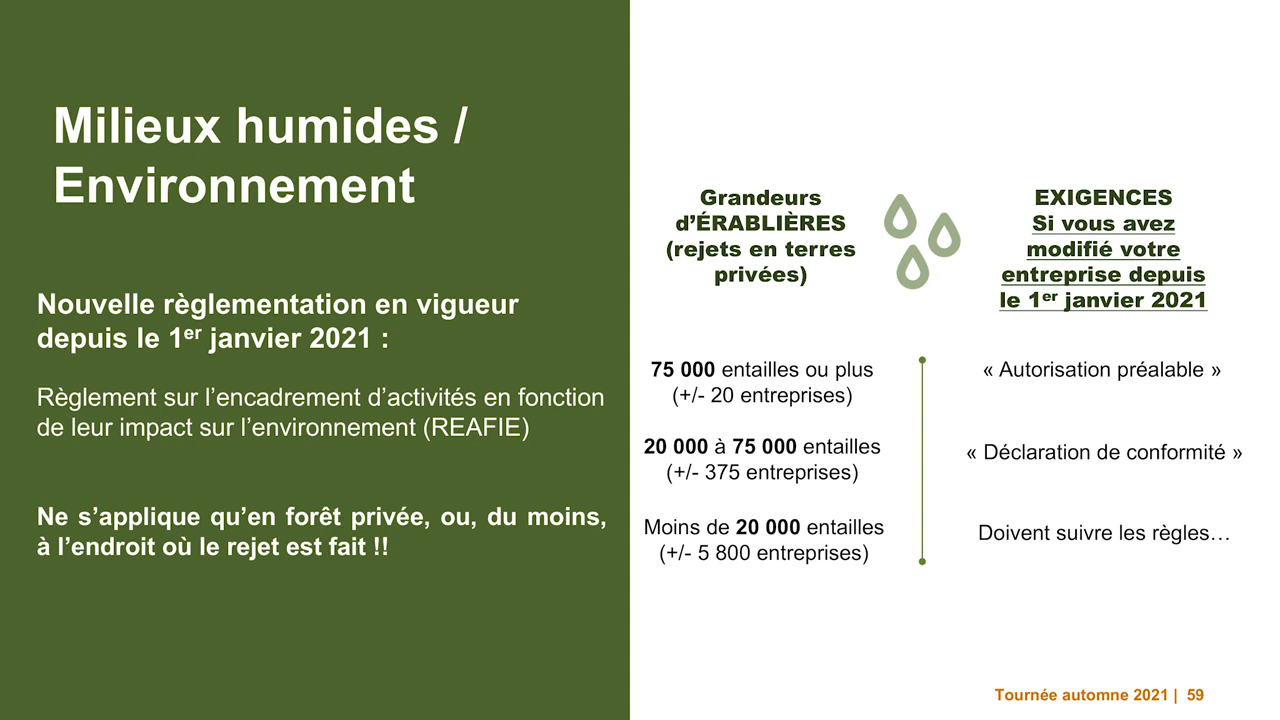 Milieux humides /
Environnement
Nouvelle règlementation en vigueur
depuis le 1er janvier 2021 :
Règlement sur l’encadrement d’activités en fonction
de leur impact sur l’environnement (REAFIE)
Ne s’applique qu’en forêt privée, ou, du moins,
à l’endroit où le rejet est fait !!
Grandeurs
d’ÉRABLIÈRES
(rejets en terres
privées)
EXIGENCES
Si vous avez
modifié votre
entreprise depuis
le 1er janvier 2021
75 000 entailles ou plus
(+/- 20 entreprises)
« Autorisation préalable »
20 000 à 75 000 entailles
(+/- 375 entreprises)
« Déclaration de conformité »
Moins de 20 000 entailles
(+/- 5 800 entreprises)
Doivent suivre les règles…
Tournée automne 2021 | 59